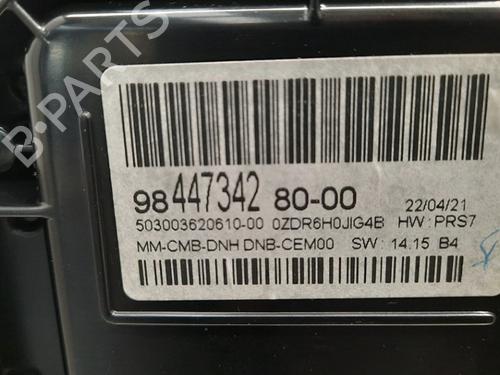 B-PARTS
98 447342 80-00
22/04/21
503003620610-00 0ZDR6H0JIG4B HW : PRS7
MM-CMB-DNH DNB-CEM00 SW : 14.15 B4